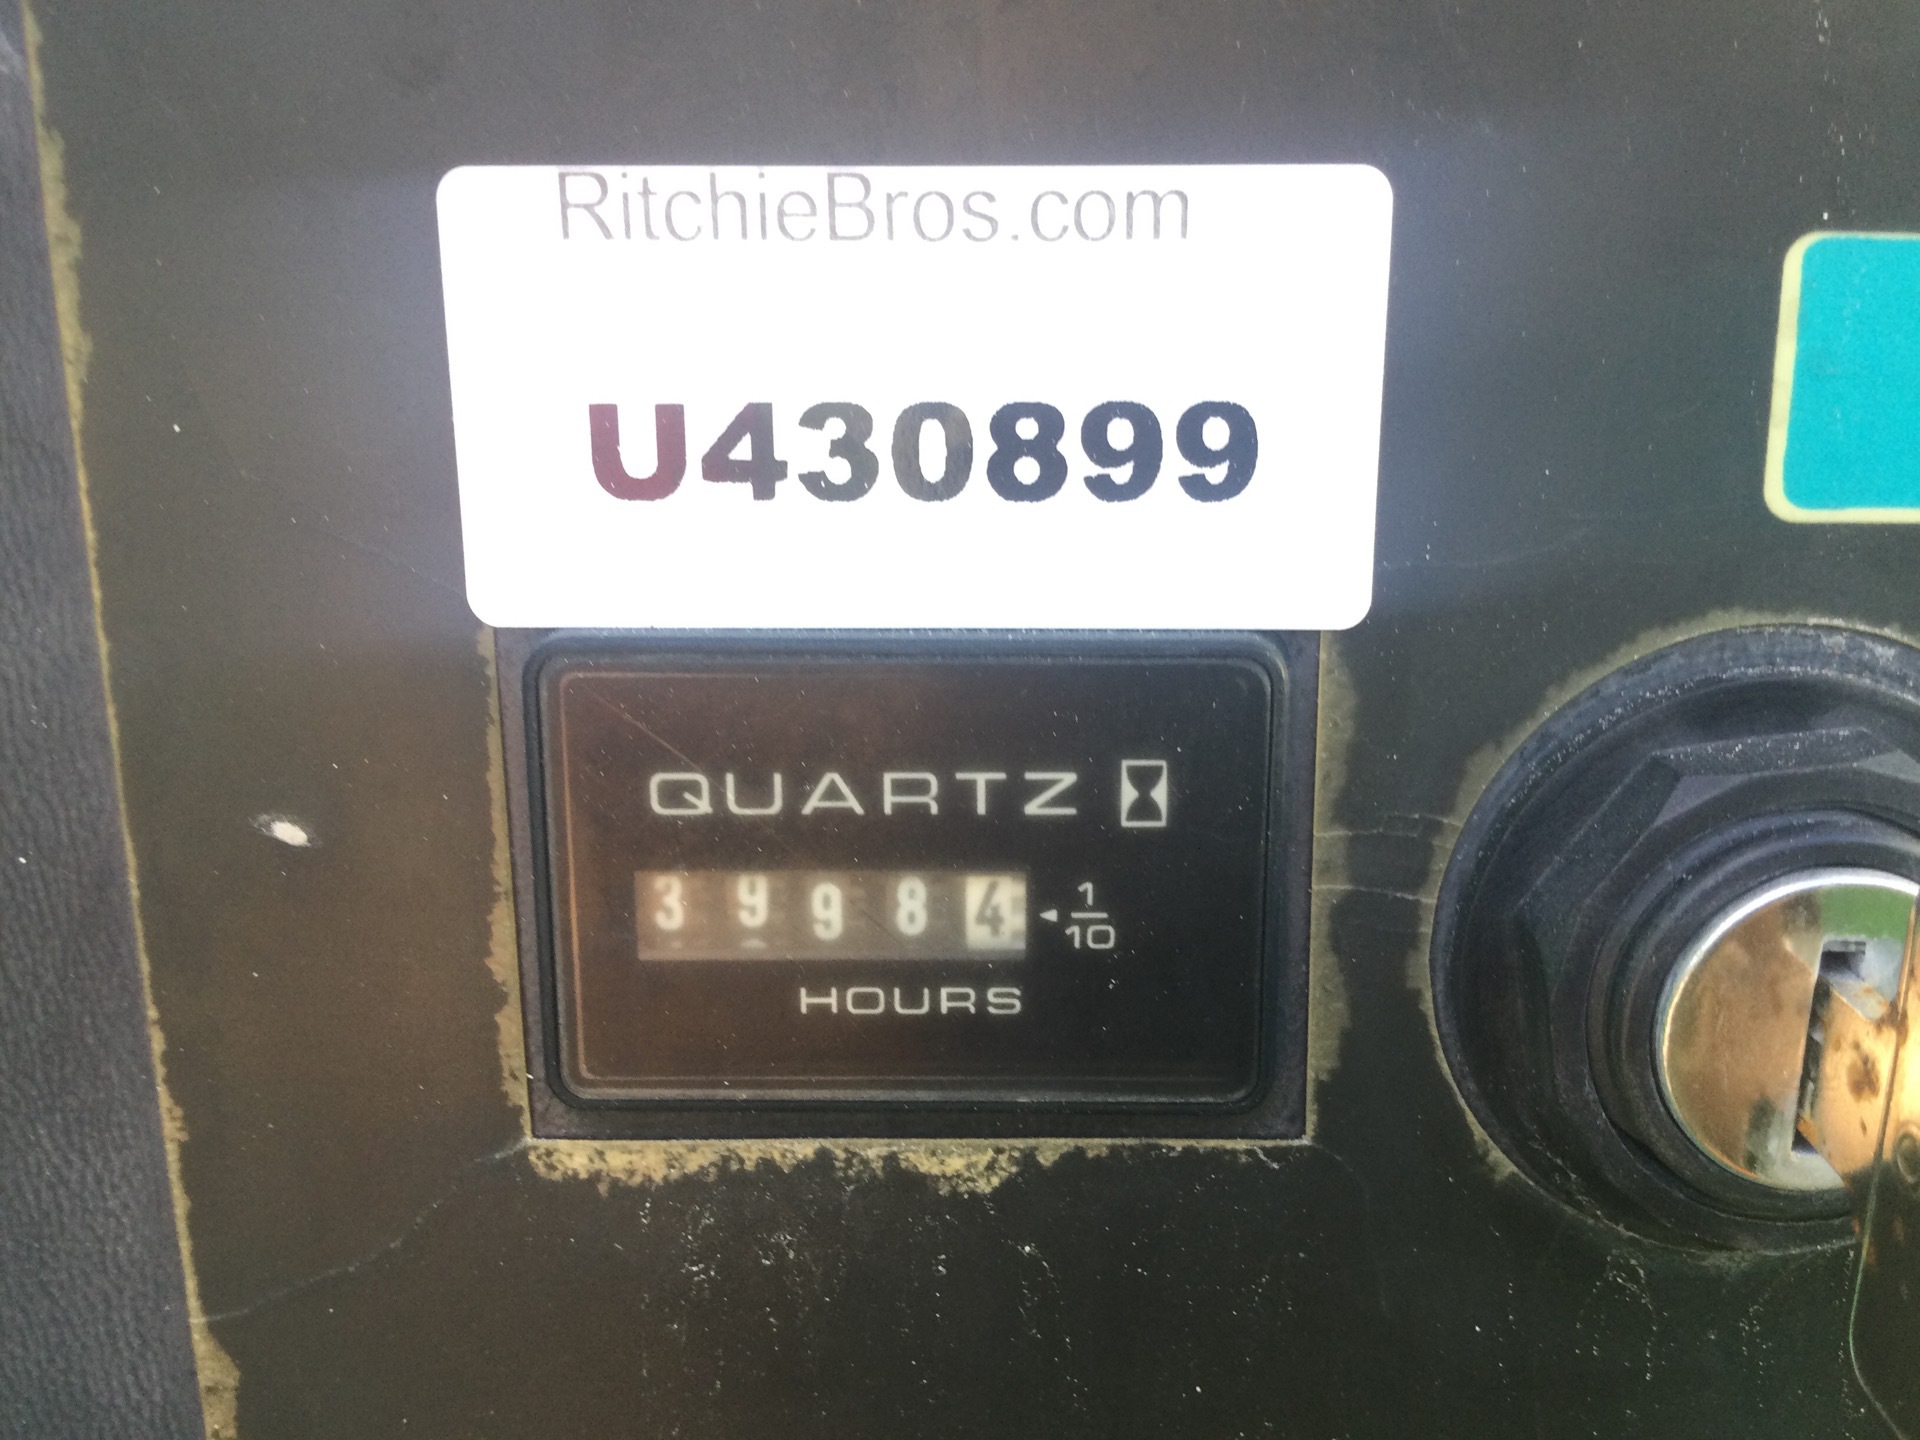 RitchieBros.com
U430899
QUARTZ
39984 1/10
HOURS